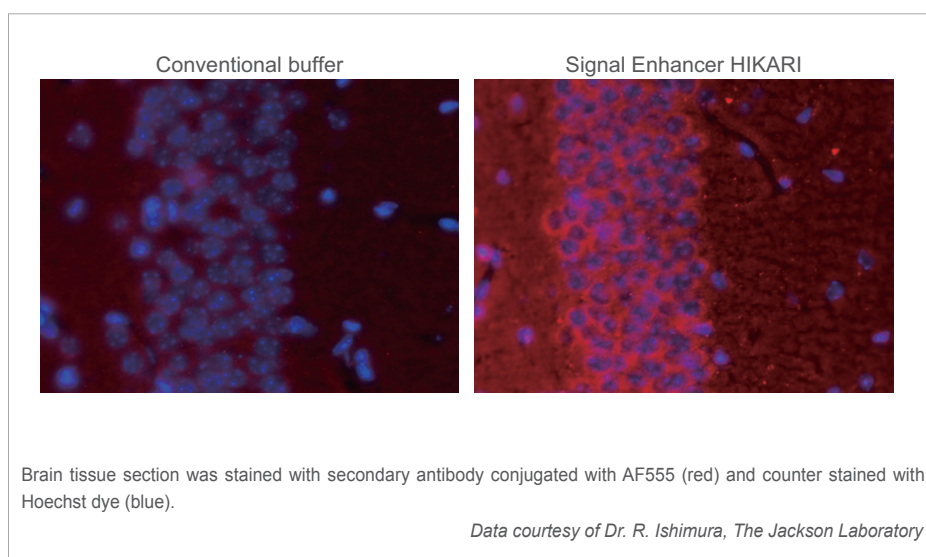 Conventional buffer
Signal Enhancer HIKARI
Brain tissue section was stained with secondary antibody conjugated with AF555 (red) and counter stained with
Hoechst dye (blue).
Data courtesy of Dr. R. Ishimura, The Jackson Laboratory